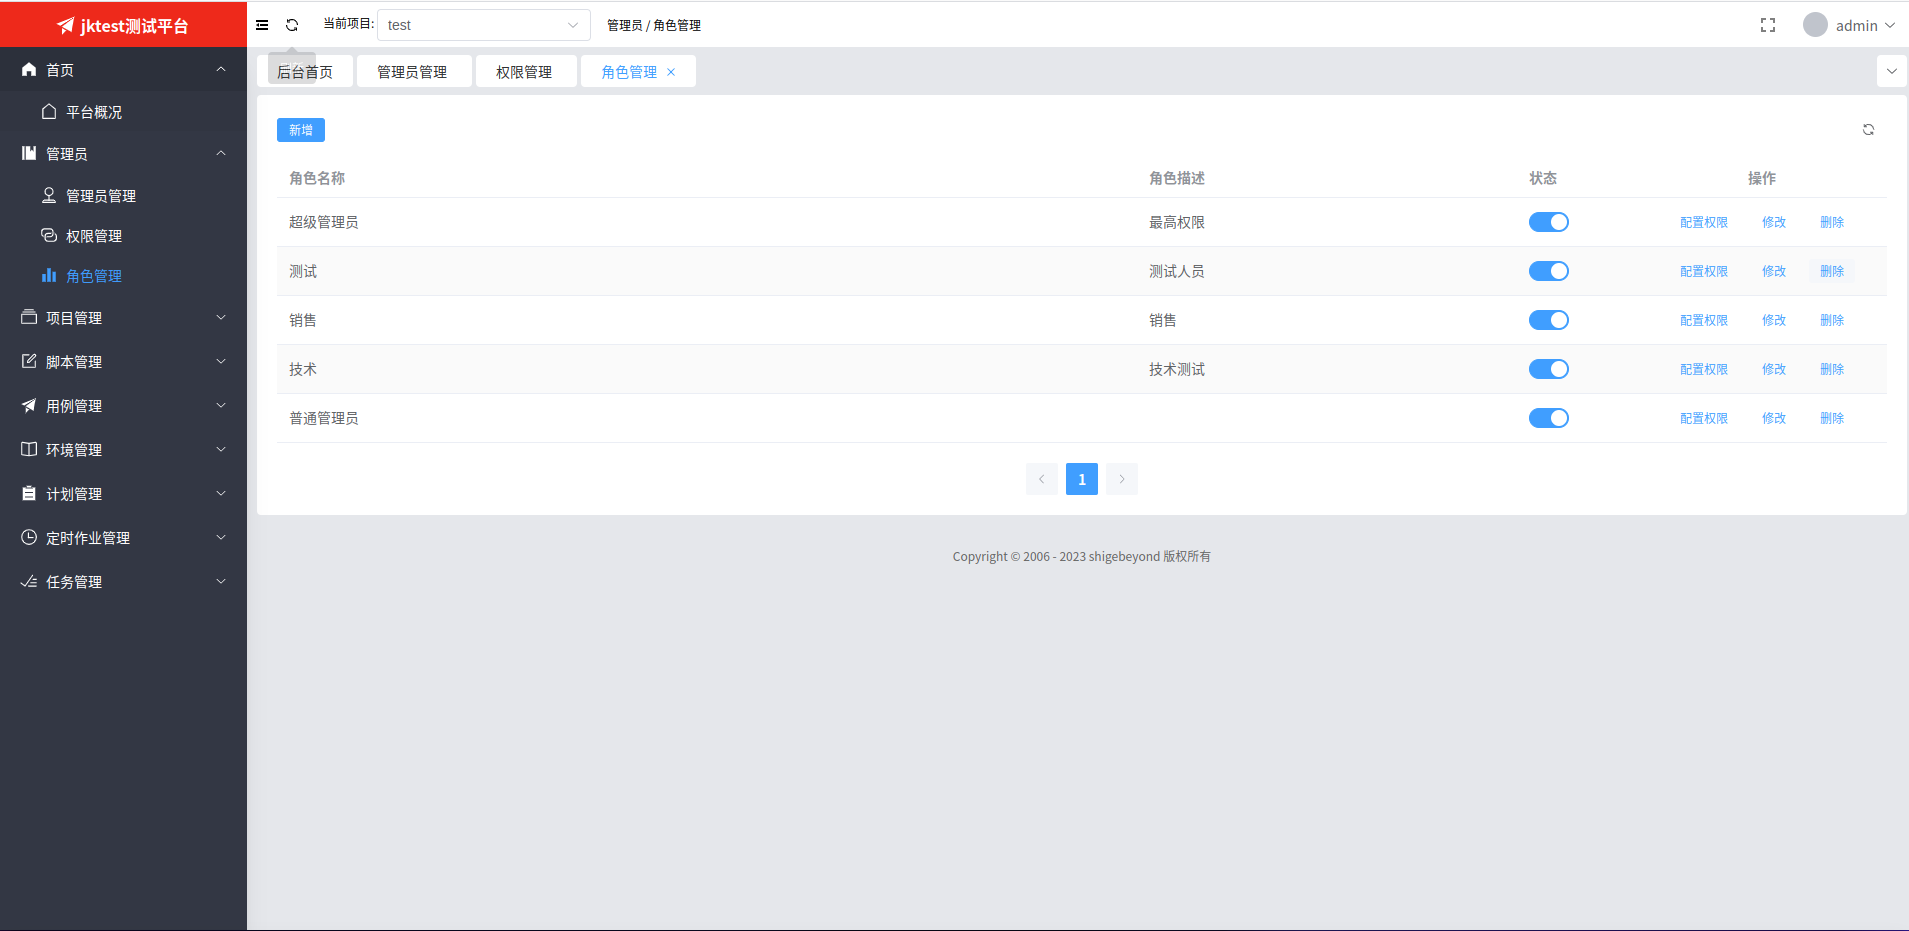 jktest测试平台
当前项目: test
管理员 / 角色管理
admin
首页
平台概况
管理员
管理员管理
权限管理
角色管理
项目管理
脚本管理
用例管理
环境管理
计划管理
定时作业管理
任务管理
后台首页 管理员管理 权限管理 角色管理
新增
角色名称 角色描述 状态 操作
超级管理员 最高权限 配置权限 修改 删除
测试 测试人员 配置权限 修改 删除
销售 销售 配置权限 修改 删除
技术 技术测试 配置权限 修改 删除
普通管理员 配置权限 修改 删除
1
Copyright © 2006 - 2023 shigebeyond 版权所有